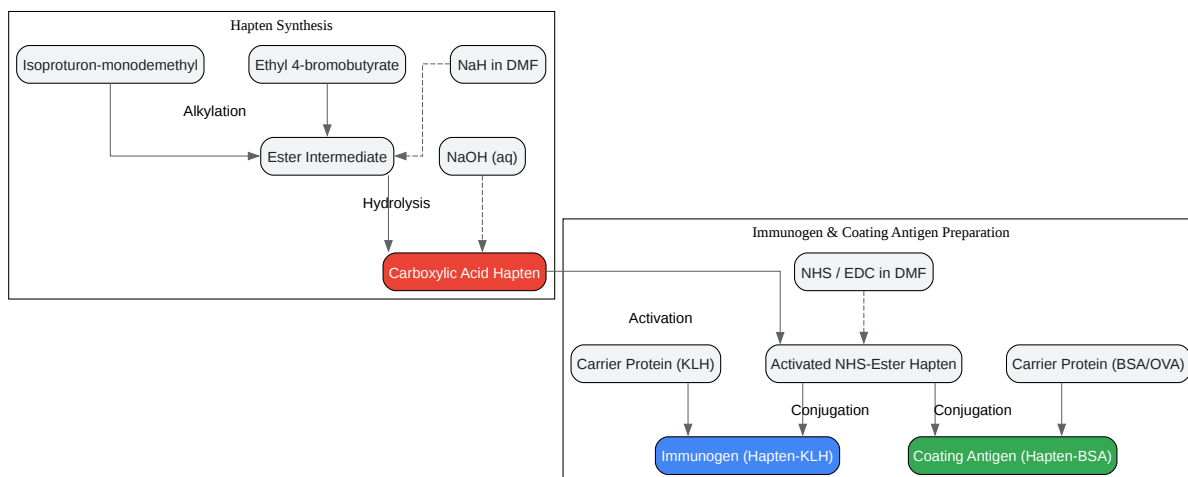 Hapten Synthesis
Isoproturon-monodemethyl
Ethyl 4-bromobutyrate
NaH in DMF
Alkylation
Ester Intermediate
NaOH (aq)
Hydrolysis
Carboxylic Acid Hapten
Immunogen & Coating Antigen Preparation
NHS / EDC in DMF
Activation
Carrier Protein (KLH)
Activated NHS-Ester Hapten
Carrier Protein (BSA/OVA)
Conjugation
Conjugation
Immunogen (Hapten-KLH)
Coating Antigen (Hapten-BSA)